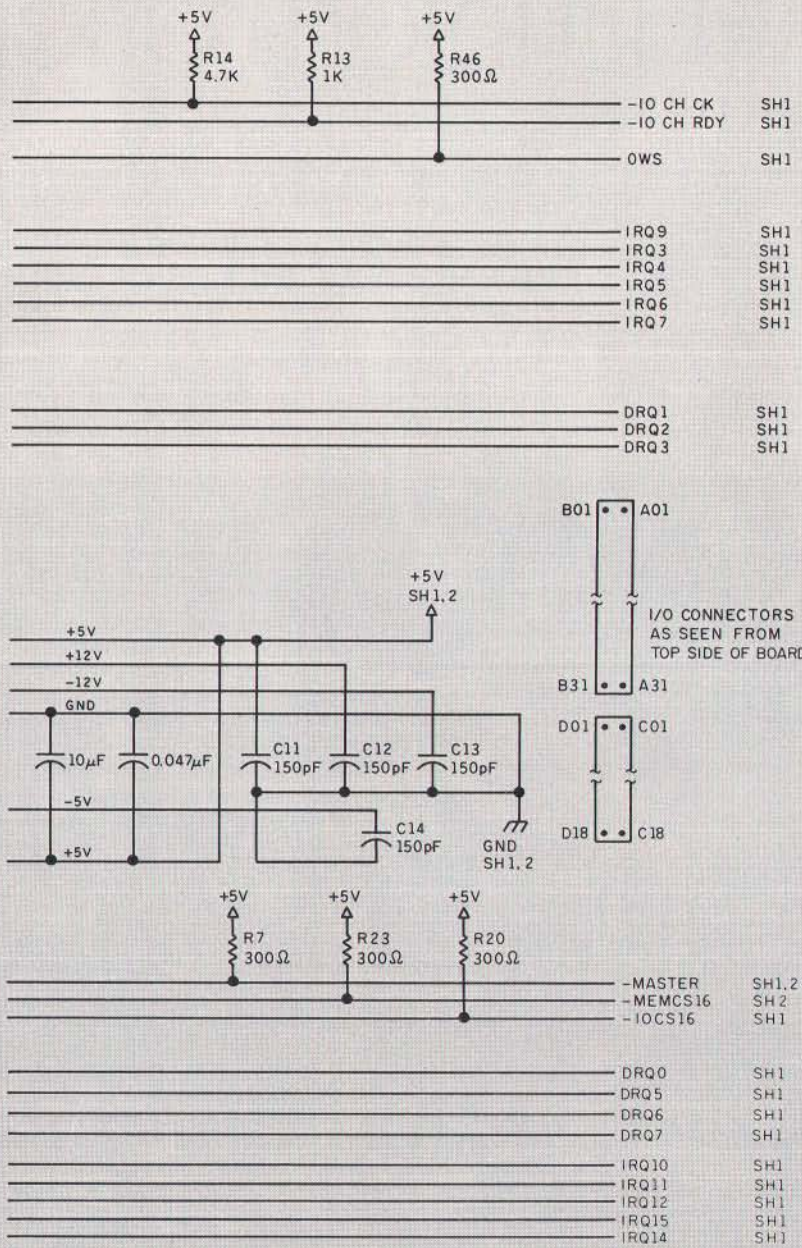 +5V +5V +5V
R14 4.7K
R13 1K
R46 300Ω
-IO CH CK SH1
-IO CH RDY SH1
OWS SH1
IRQ9 SH1
IRQ3 SH1
IRQ4 SH1
IRQ5 SH1
IRQ6 SH1
IRQ7 SH1
DRQ1 SH1
DRQ2 SH1
DRQ3 SH1
B01 A01
I/O CONNECTORS
AS SEEN FROM
TOP SIDE OF BOARD
B31 A31
D01 C01
D18 C18
+5V
SH1,2
+5V
+12V
-12V
GND
10μF
0.047μF
C11
150pF
C12
150pF
C13
150pF
-5V
C14
150pF
GND
SH1,2
+5V
+5V +5V +5V
R7
300Ω
R23
300Ω
R20
300Ω
-MASTER SH1,2
-MEMCS16 SH2
-IOCS16 SH1
DRQ0 SH1
DRQ5 SH1
DRQ6 SH1
DRQ7 SH1
IRQ10 SH1
IRQ11 SH1
IRQ12 SH1
IRQ15 SH1
IRQ14 SH1